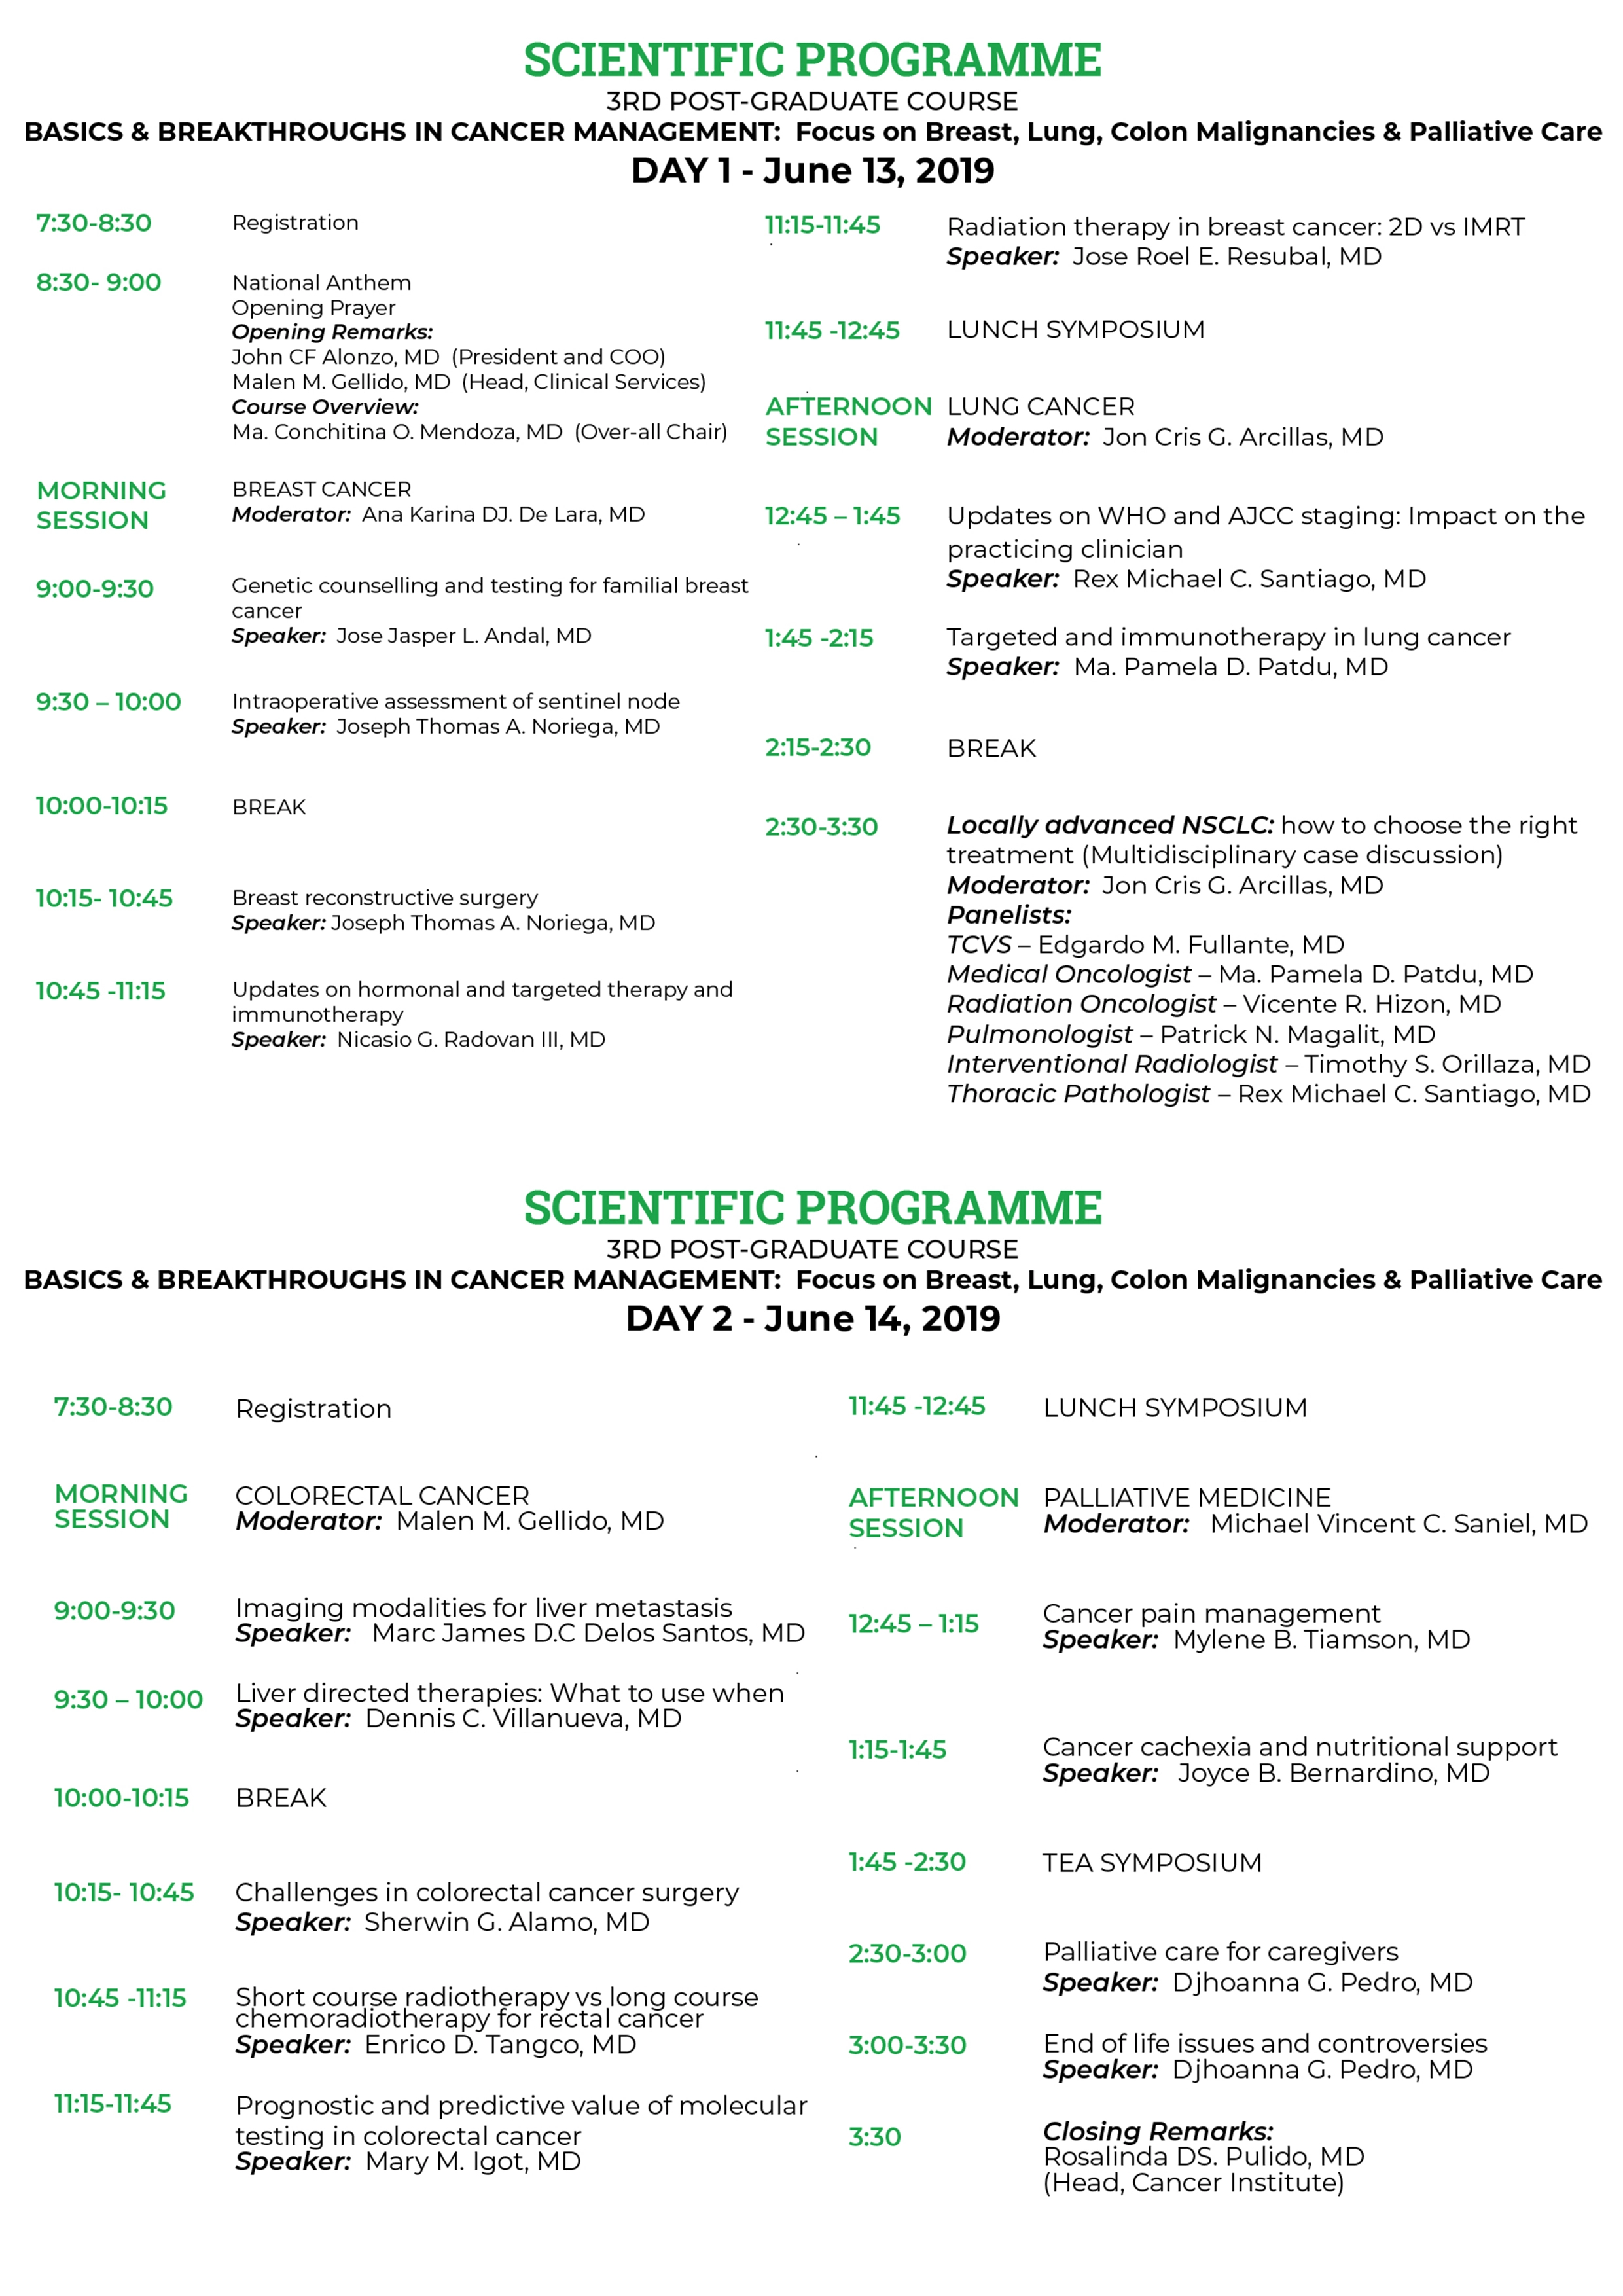 SCIENTIFIC PROGRAMME
3RD POST-GRADUATE COURSE
BASICS & BREAKTHROUGHS IN CANCER MANAGEMENT: Focus on Breast, Lung, Colon Malignancies & Palliative Care
DAY 1 - June 13, 2019
7:30-8:30 Registration
8:30- 9:00 National Anthem
Opening Prayer
Opening Remarks:
John CF Alonzo, MD (President and COO)
Malen M. Gellido, MD (Head, Clinical Services)
Course Overview:
Ma. Conchitina O. Mendoza, MD (Over-all Chair)
MORNING BREAST CANCER
SESSION Moderator: Ana Karina DJ. De Lara, MD
9:00-9:30 Genetic counselling and testing for familial breast
cancer
Speaker: Jose Jasper L. Andal, MD
9:30 – 10:00 Intraoperative assessment of sentinel node
Speaker: Joseph Thomas A. Noriega, MD
10:00-10:15 BREAK
10:15- 10:45 Breast reconstructive surgery
Speaker: Joseph Thomas A. Noriega, MD
10:45 -11:15 Updates on hormonal and targeted therapy and
immunotherapy
Speaker: Nicasio G. Radovan III, MD
11:15-11:45 Radiation therapy in breast cancer: 2D vs IMRT
Speaker: Jose Roel E. Resubal, MD
11:45 -12:45 LUNCH SYMPOSIUM
AFTERNOON LUNG CANCER
SESSION Moderator: Jon Cris G. Arcillas, MD
12:45 – 1:45 Updates on WHO and AJCC staging: Impact on the
practicing clinician
Speaker: Rex Michael C. Santiago, MD
1:45 -2:15 Targeted and immunotherapy in lung cancer
Speaker: Ma. Pamela D. Patdu, MD
2:15-2:30 BREAK
2:30-3:30 Locally advanced NSCLC: how to choose the right
treatment (Multidisciplinary case discussion)
Moderator: Jon Cris G. Arcillas, MD
Panelists:
TCVS – Edgardo M. Fullante, MD
Medical Oncologist – Ma. Pamela D. Patdu, MD
Radiation Oncologist – Vicente R. Hizon, MD
Pulmonologist – Patrick N. Magalit, MD
Interventional Radiologist – Timothy S. Orillaza, MD
Thoracic Pathologist – Rex Michael C. Santiago, MD
SCIENTIFIC PROGRAMME
3RD POST-GRADUATE COURSE
BASICS & BREAKTHROUGHS IN CANCER MANAGEMENT: Focus on Breast, Lung, Colon Malignancies & Palliative Care
DAY 2 - June 14, 2019
7:30-8:30 Registration
MORNING COLORECTAL CANCER
SESSION Moderator: Malen M. Gellido, MD
9:00-9:30 Imaging modalities for liver metastasis
Speaker: Marc James D.C Delos Santos, MD
9:30 – 10:00 Liver directed therapies: What to use when
Speaker: Dennis C. Villanueva, MD
10:00-10:15 BREAK
10:15- 10:45 Challenges in colorectal cancer surgery
Speaker: Sherwin G. Alamo, MD
10:45 -11:15 Short course radiotherapy vs long course
chemoradiotherapy for rectal cancer
Speaker: Enrico D. Tangco, MD
11:15-11:45 Prognostic and predictive value of molecular
testing in colorectal cancer
Speaker: Mary M. Igot, MD
11:45 -12:45 LUNCH SYMPOSIUM
AFTERNOON PALLIATIVE MEDICINE
SESSION Moderator: Michael Vincent C. Saniel, MD
12:45 – 1:15 Cancer pain management
Speaker: Mylene B. Tiamson, MD
1:15-1:45 Cancer cachexia and nutritional support
Speaker: Joyce B. Bernardino, MD
1:45 -2:30 TEA SYMPOSIUM
2:30-3:00 Palliative care for caregivers
Speaker: Djhoanna G. Pedro, MD
3:00-3:30 End of life issues and controversies
Speaker: Djhoanna G. Pedro, MD
3:30 Closing Remarks:
Rosalinda DS. Pulido, MD
(Head, Cancer Institute)